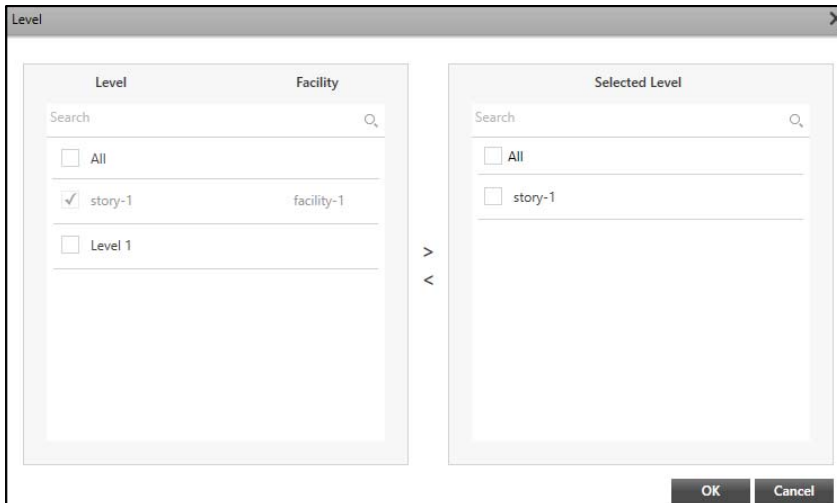 Level
Level Facility
Search
All
story-1 facility-1
Level 1
>
<
Selected Level
Search
All
story-1
OK Cancel